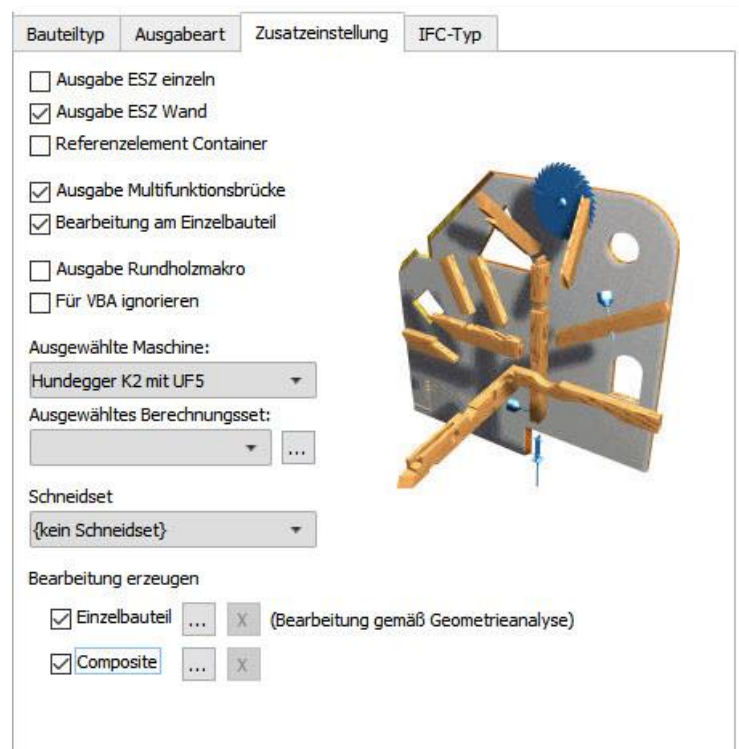 Bauteiltyp Ausgabeart Zusatzeinstellung IFC-Typ
Ausgabe ESZ einzeln
Ausgabe ESZ Wand
Referenzelement Container
Ausgabe Multifunktionsbrücke
Bearbeitung am Einzelbauteil
Ausgabe Rundholzmakro
Für VBA ignorieren
Ausgewählte Maschine:
Hundegger K2 mit UF5
Ausgewähltes Berechnungsset:
...
Schneidset
{kein Schneidset}
Bearbeitung erzeugen
Einzelbauteil ... X (Bearbeitung gemäß Geometrieanalyse)
Composite ... X